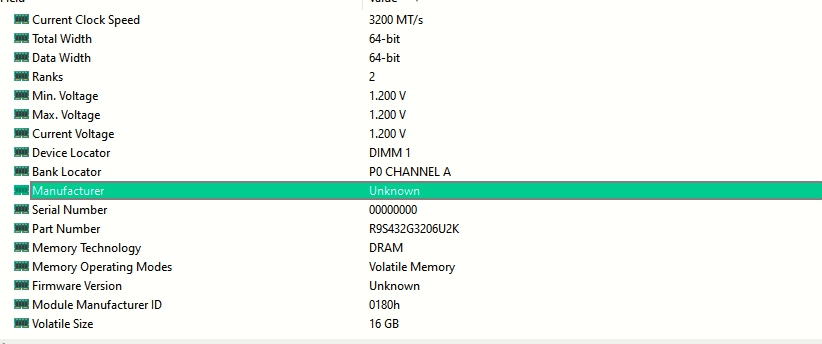 Current Clock Speed 3200 MT/s
Total Width 64-bit
Data Width 64-bit
Ranks 2
Min. Voltage 1.200 V
Max. Voltage 1.200 V
Current Voltage 1.200 V
Device Locator DIMM 1
Bank Locator P0 CHANNEL A
Manufacturer Unknown
Serial Number 00000000
Part Number R9S432G3206U2K
Memory Technology DRAM
Memory Operating Modes Volatile Memory
Firmware Version Unknown
Module Manufacturer ID 0180h
Volatile Size 16 GB